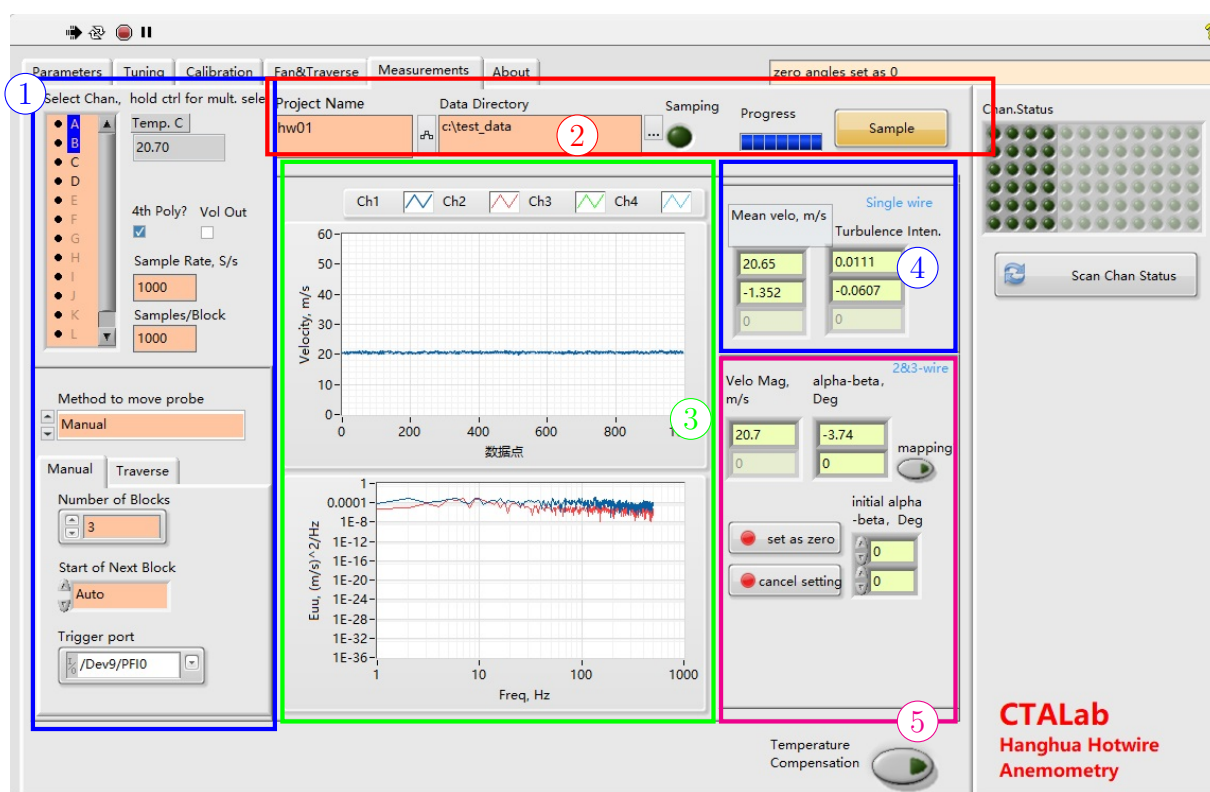 Parameters Tuning Calibration Fan&Traverse Measurements About
zero angles set as 0
1
Select Chan., hold ctrl for mult. sele
A
B
C
D
E
F
G
H
I
J
K
L
Temp. C
20.70
4th Poly? Vol Out
Sample Rate, S/s
1000
Samples/Block
1000
Method to move probe
Manual
Manual Traverse
Number of Blocks
3
Start of Next Block
Auto
Trigger port
/Dev9/PFI0
Project Name
hw01
Data Directory
c:\test_data
...
2
Samping
Progress
Sample
Ch1 Ch2 Ch3 Ch4
Velocity, m/s
60
50
40
30
20
10
0
0 200 400 600 800
数据点
3
Euu, (m/s)^2/Hz
1
0.0001
1E-8
1E-12
1E-16
1E-20
1E-24
1E-28
1E-32
1E-36
1 10 100 1000
Freq, Hz
Single wire
Mean velo, m/s
Turbulence Inten.
20.65 0.0111
-1.352 -0.0607
0 0
4
2&3-wire
Velo Mag, m/s
alpha-beta, Deg
20.7 -3.74
0 0
mapping
initial alpha
-beta, Deg
set as zero
0
cancel setting
0
5
Temperature
Compensation
Chan.Status
Scan Chan Status
CTALab
Hanghua Hotwire
Anemometry